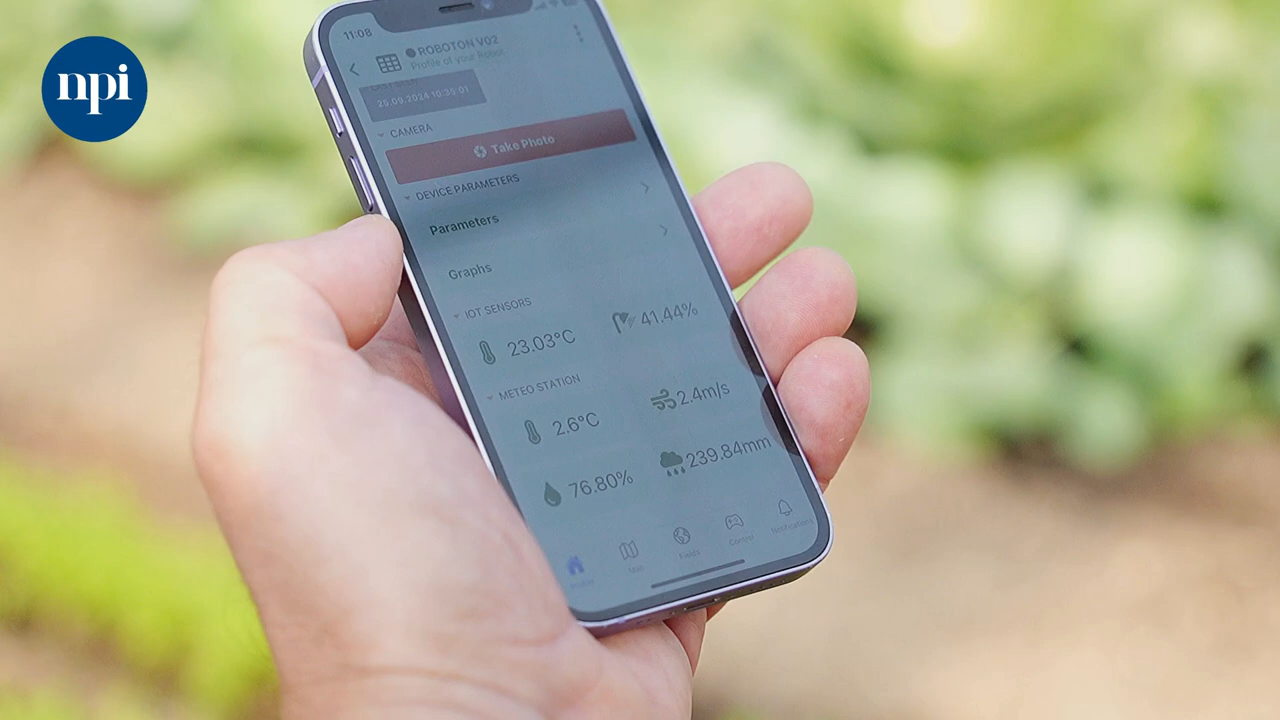 npi
11:08
ROBOTON V02
Profile of your Robot
25.09.2024 10:35:01
CAMERA
Take Photo
DEVICE PARAMETERS
Parameters
Graphs
IOT SENSORS
23.03°C
41.44%
METEO STATION
2.6°C
2.4m/s
76.80%
239.84mm
Map
Fields
Control
Notifications